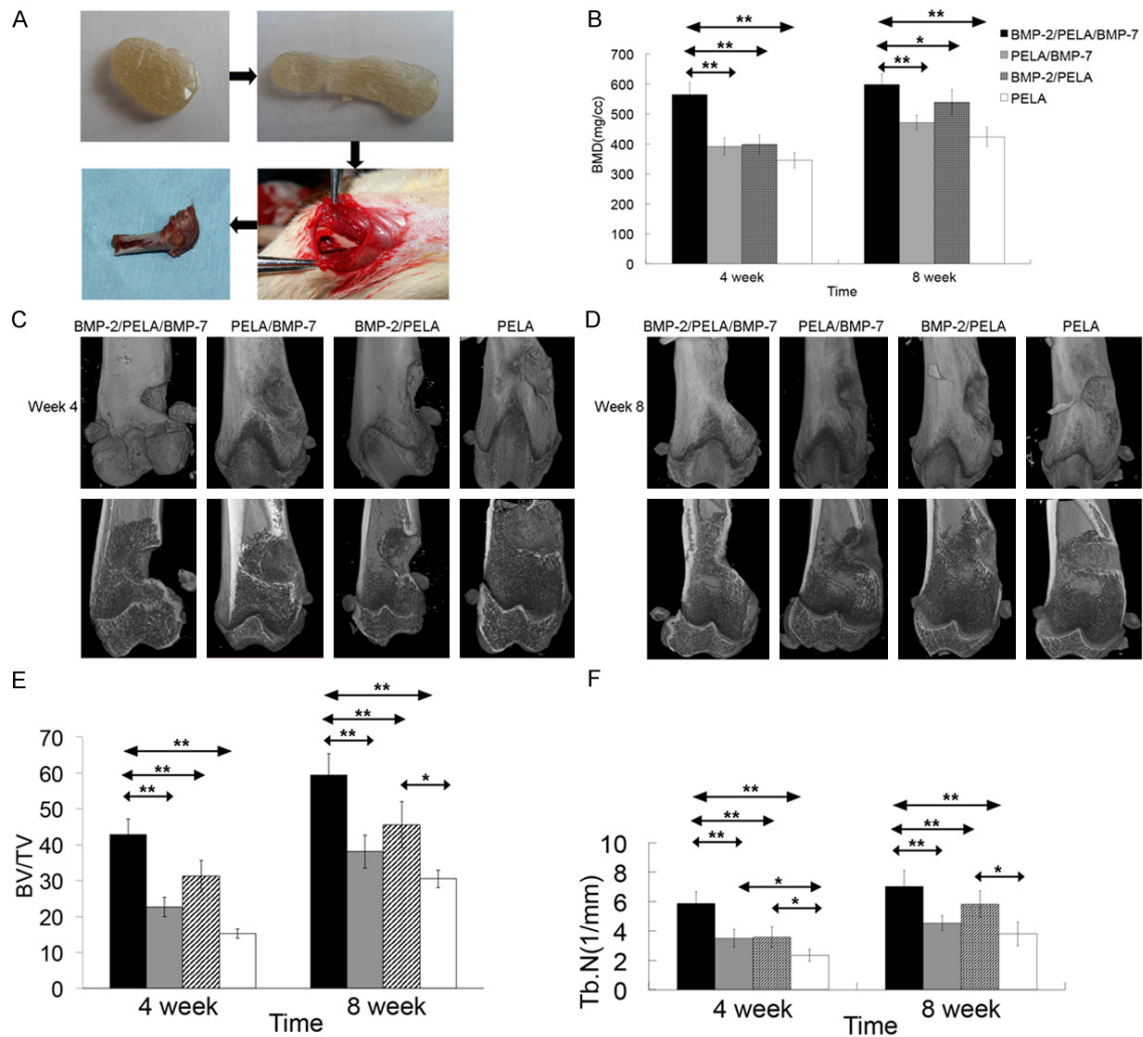 A
B
** **
** *
** **
BMP-2/PELA/BMP-7
PELA/BMP-7
BMP-2/PELA
PELA
700
600
500
400
300
200
100
0
BMD(mg/cc)
4 week 8 week
Time
C
BMP-2/PELA/BMP-7 PELA/BMP-7 BMP-2/PELA PELA
Week 4
D
BMP-2/PELA/BMP-7 PELA/BMP-7 BMP-2/PELA PELA
Week 8
E
** **
** **
** **
*
70
60
50
40
30
20
10
0
BV/TV
4 week 8 week
Time
F
** **
** **
** **
* *
*
10
8
6
4
2
0
Tb.N(1/mm)
4 week 8 week
Time